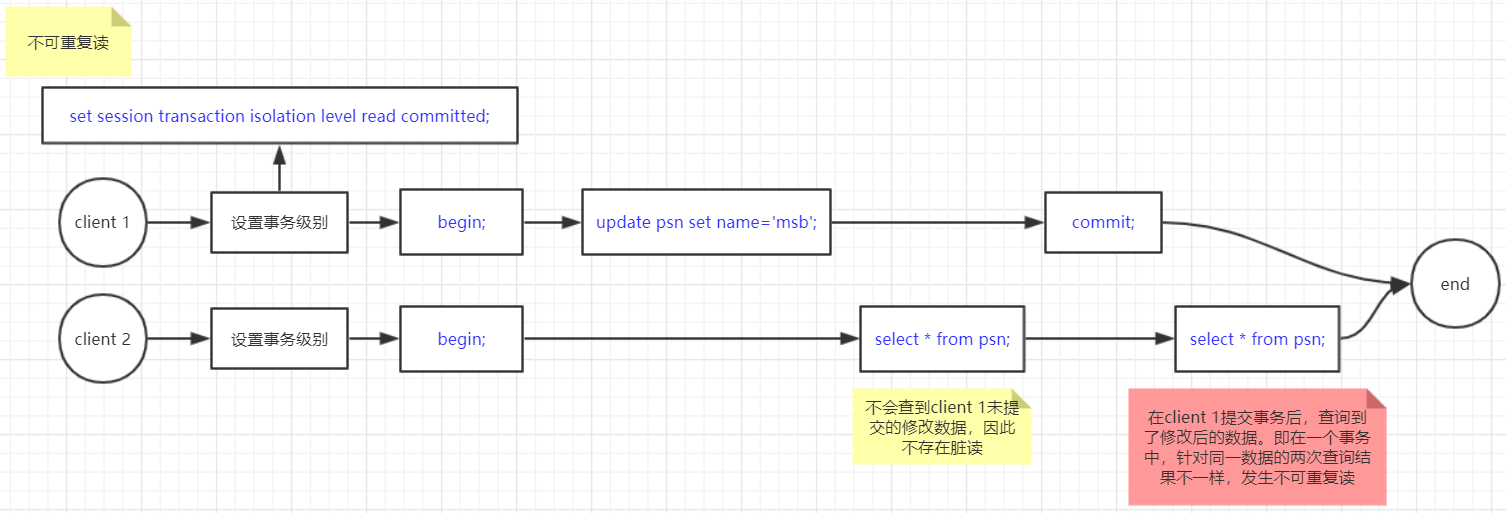 不可重复读
set session transaction isolation level read committed;
client 1
设置事务级别
begin;
update psn set name='msb';
commit;
end
client 2
设置事务级别
begin;
select * from psn;
select * from psn;
不会查到client 1未提
交的修改数据，因此
不存在脏读
在client 1提交事务后，查询到
了修改后的数据。即在一个事务
中，针对同一数据的两次查询结
果不一样，发生不可重复读